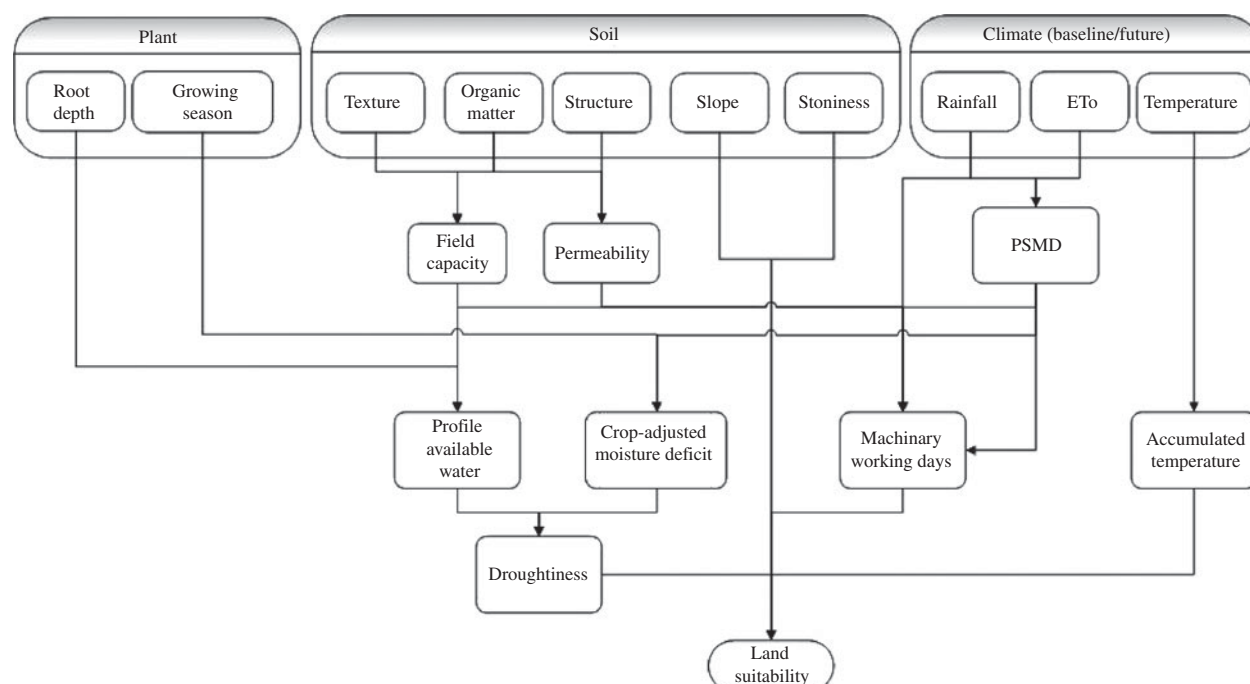 Plant
Soil
Climate (baseline/future)
Root
depth
Growing
season
Texture
Organic
matter
Structure
Slope
Stoniness
Rainfall
ETo
Temperature
Field
capacity
Permeability
PSMD
Profile
available
water
Crop-adjusted
moisture deficit
Machinary
working days
Accumulated
temperature
Droughtiness
Land
suitability